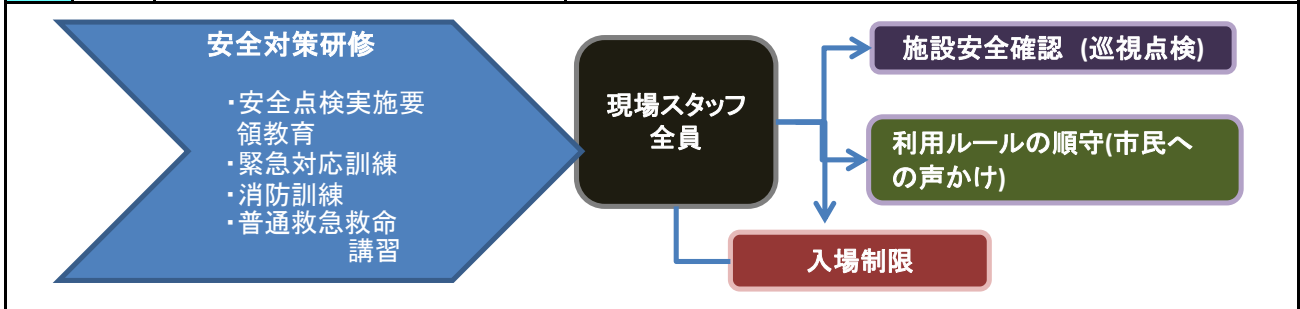 安全対策研修
・安全点検実施要
領教育
・緊急対応訓練
・消防訓練
・普通救急救命
講習
現場スタッフ
全員
施設安全確認 (巡視点検)
利用ルールの順守(市民へ
の声かけ)
入場制限